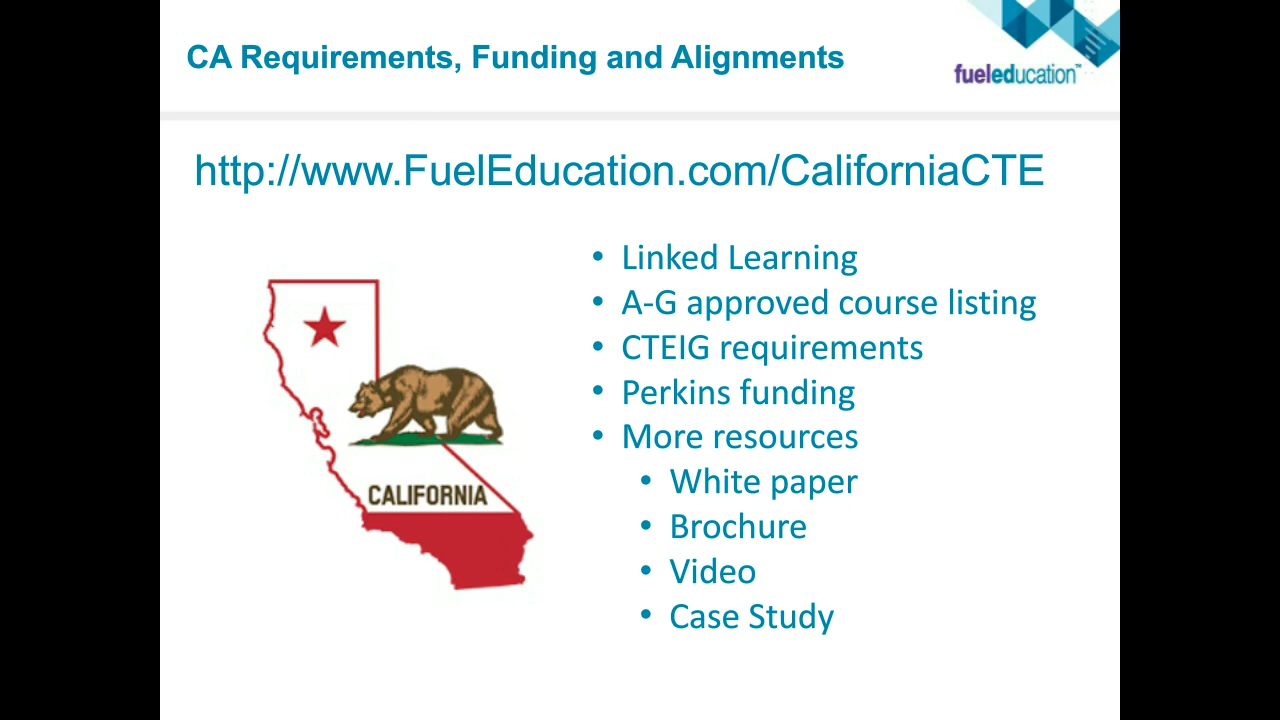 CA Requirements, Funding and Alignments
fueleducation™
http://www.FuelEducation.com/CaliforniaCTE
• Linked Learning
• A-G approved course listing
• CTEIG requirements
• Perkins funding
• More resources
• White paper
• Brochure
• Video
• Case Study
CALIFORNIA